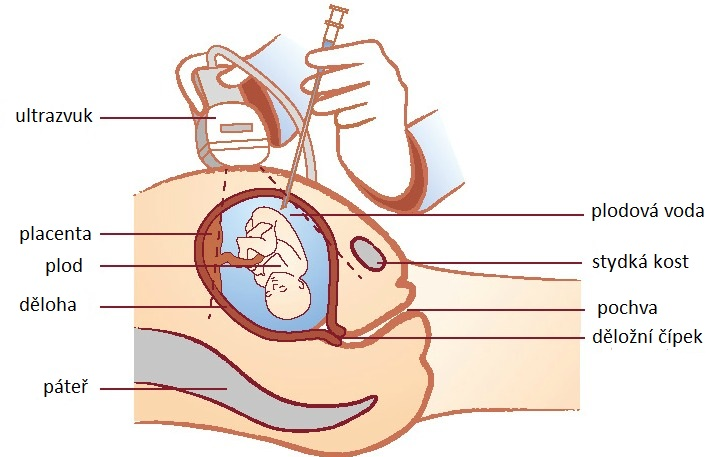 ultrazvuk
placenta
plod
děloha
páteř
plodová voda
stydká kost
pochva
děložní čípek